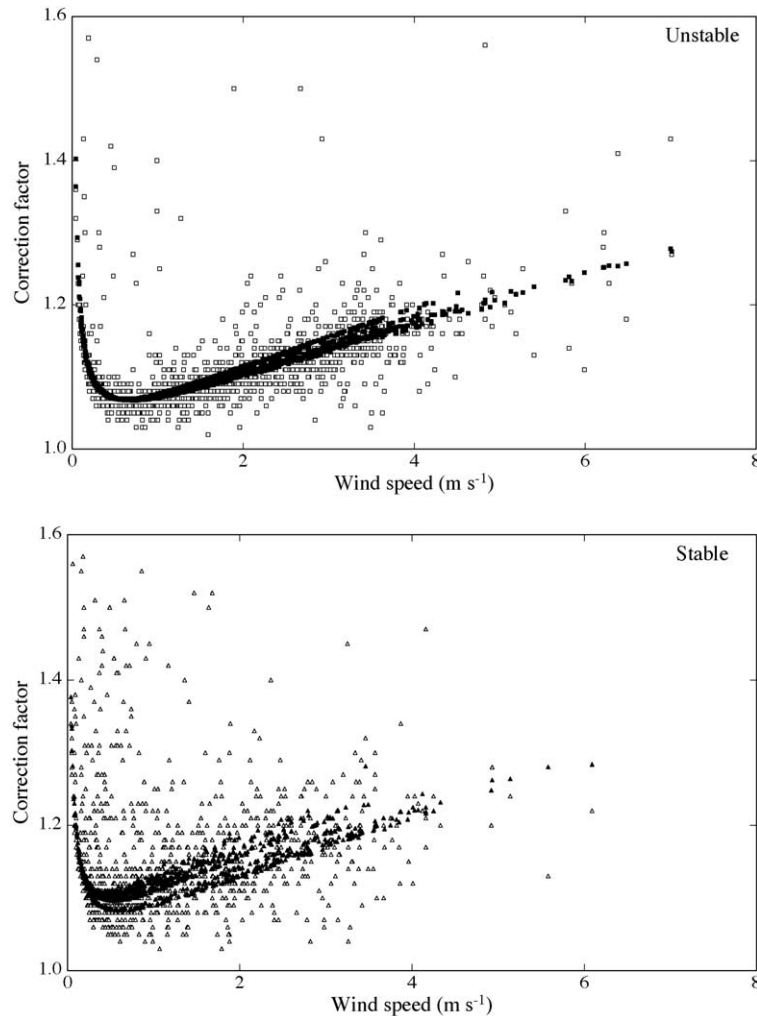 1.6
Unstable
1.4
Correction factor
1.2
1.0
0 2 4 6 8
Wind speed (m s⁻¹)
1.6
Stable
1.4
Correction factor
1.2
1.0
0 2 4 6 8
Wind speed (m s⁻¹)